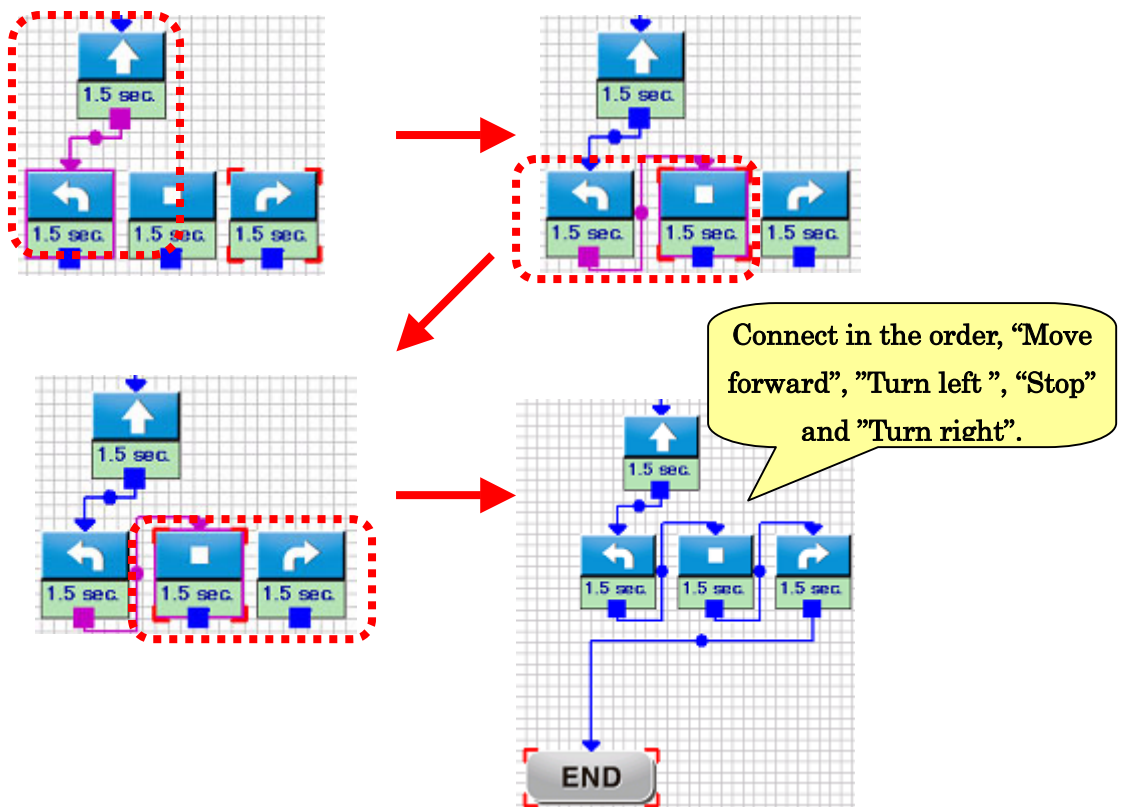 1.5 sec.
1.5 sec. 1.5 sec. 1.5 sec.
1.5 sec.
1.5 sec. 1.5 sec. 1.5 sec.
Connect in the order, “Move
forward”, ”Turn left ”, “Stop”
and ”Turn right”.
1.5 sec.
1.5 sec. 1.5 sec. 1.5 sec.
1.5 sec.
1.5 sec. 1.5 sec. 1.5 sec.
END